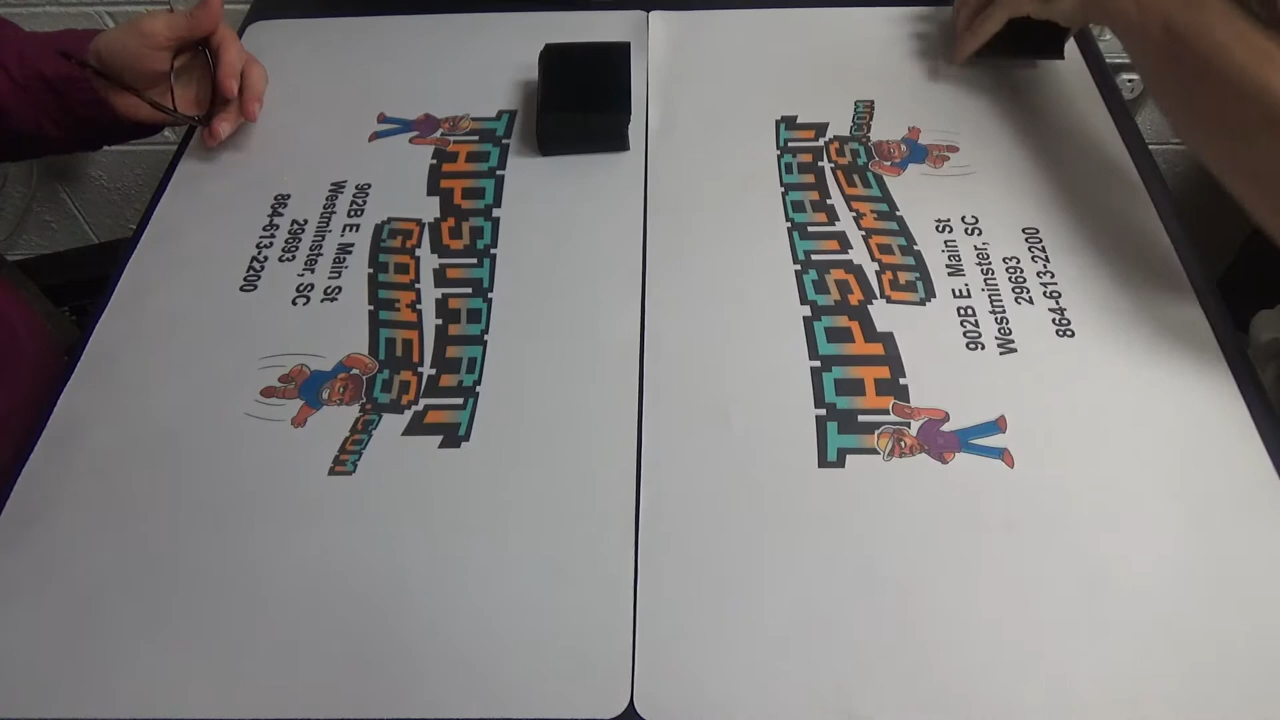 TAPSTART
GAMES.COM
902B E. Main St
Westminster, SC
29693
864-613-2200
TAPSTART
GAMES.COM
902B E. Main St
Westminster, SC
29693
864-613-2200